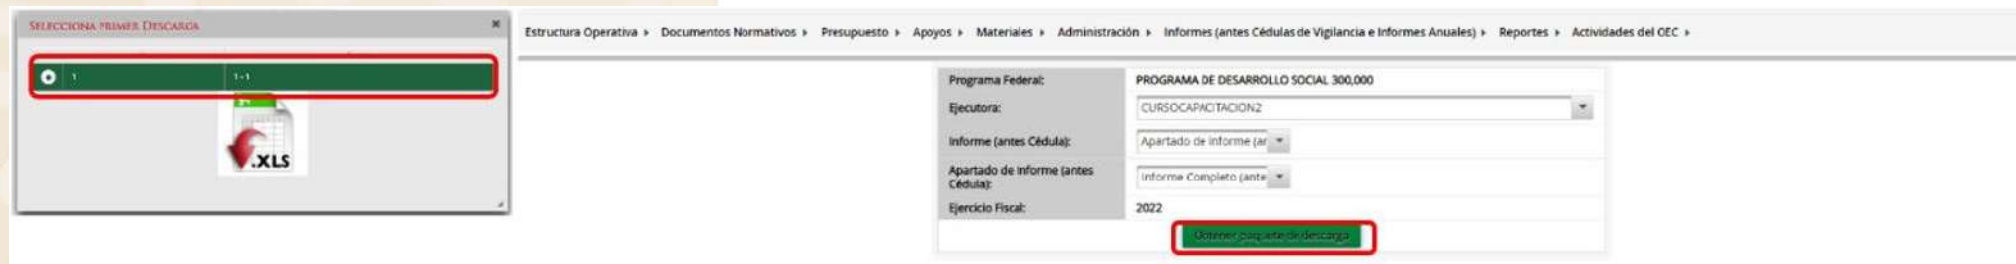 SELECCIONA PRIMER DESCARGA
1 1-1
.XLS
Estructura Operativa Documentos Normativos Presupuesto Apoyos Materiales Administración Informes (antes Cédulas de Vigilancia e Informes Anuales) Reportes Actividades del OEC
Programa Federal: PROGRAMA DE DESARROLLO SOCIAL 300,000
Ejecutora: CURSOCAPACITACION2
Informe (antes Cédula): Apartado de Informe (ar
Apartado de Informe (antes Cédula): Informe Completo (ante
Ejercicio Fiscal: 2022
Obtener paquete de descarga